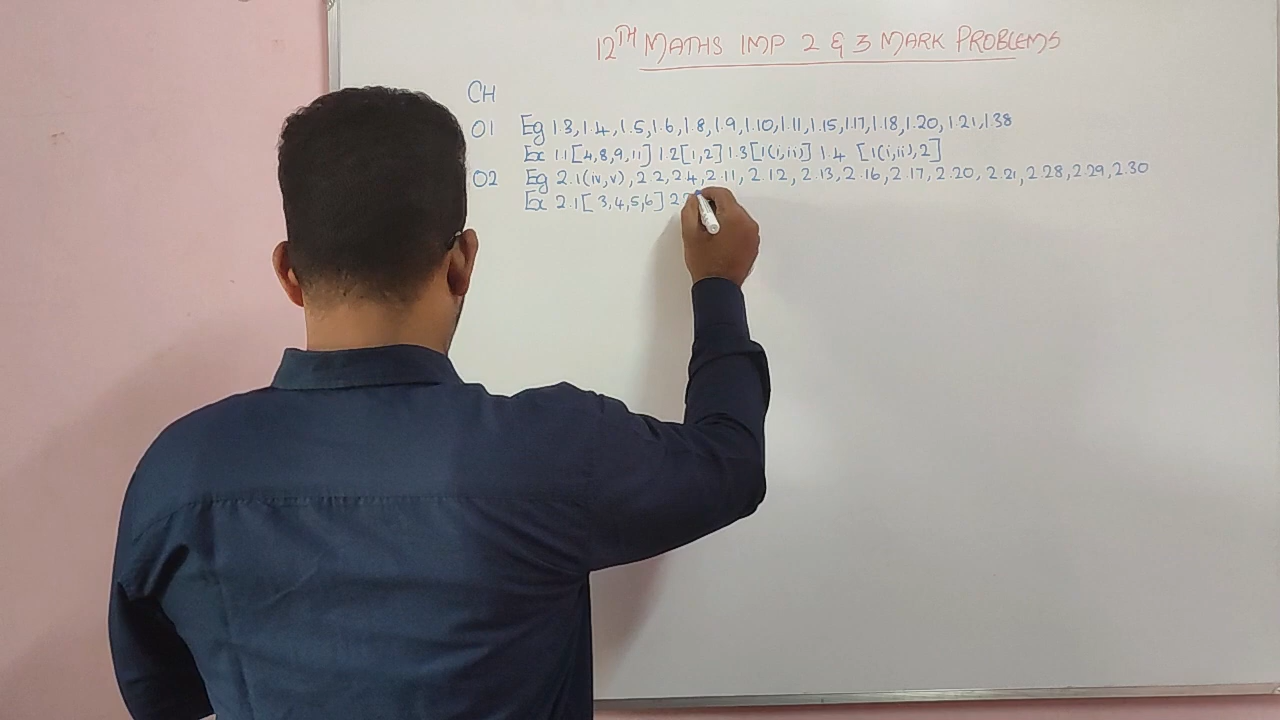 12TH MATHS IMP 2 & 3 MARK PROBLEMS
CH
01 Eg 1.3, 1.4, 1.5, 1.6, 1.8, 1.9, 1.10, 1.11, 1.15, 1.17, 1.18, 1.20, 1.21, 1.38
Ex 1.1 [4,8,9,11] 1.2 [1,2] 1.3 [1(i,ii)] 1.4 [1(i,ii),2]
02 Eg 2.1(iv,v), 2.2, 2.4, 2.11, 2.12, 2.13, 2.16, 2.17, 2.20, 2.21, 2.28, 2.29, 2.30
Ex 2.1 [3,4,5,6]